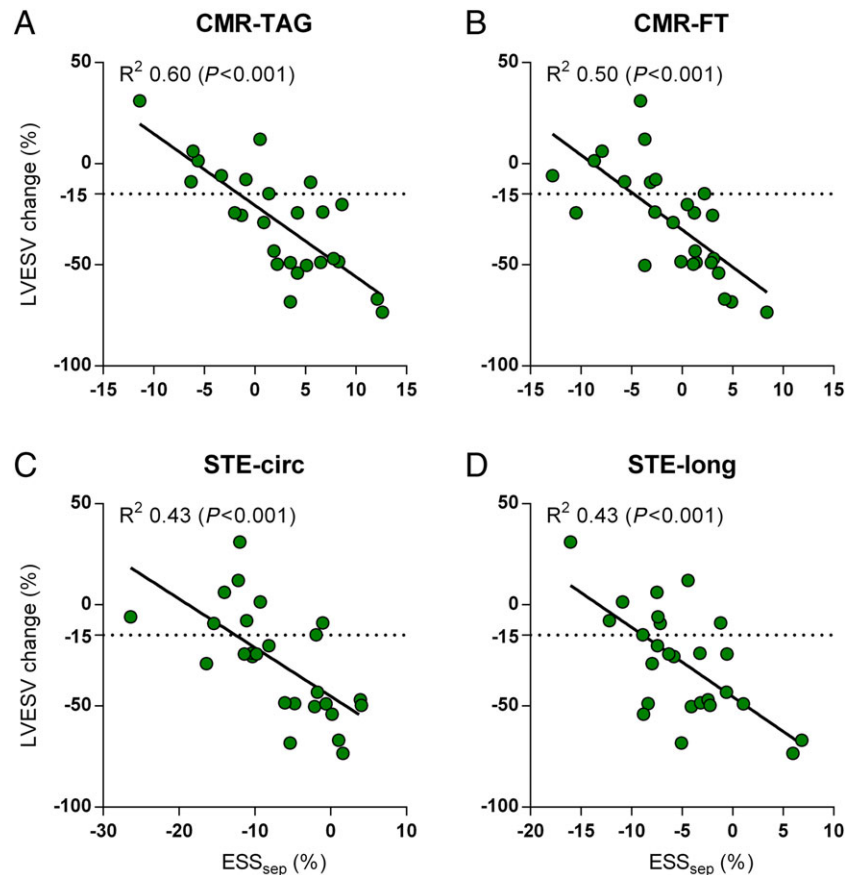 A
CMR-TAG
R² 0.60 (P<0.001)
LVESV change (%)
50
0
-15
-50
-100
-15 -10 -5 0 5 10 15
B
CMR-FT
R² 0.50 (P<0.001)
50
0
-15
-50
-100
-15 -10 -5 0 5 10 15
C
STE-circ
R² 0.43 (P<0.001)
LVESV change (%)
50
0
-15
-50
-100
-30 -20 -10 0 10
ESSsep (%)
D
STE-long
R² 0.43 (P<0.001)
50
0
-15
-50
-100
-20 -15 -10 -5 0 5 10
ESSsep (%)